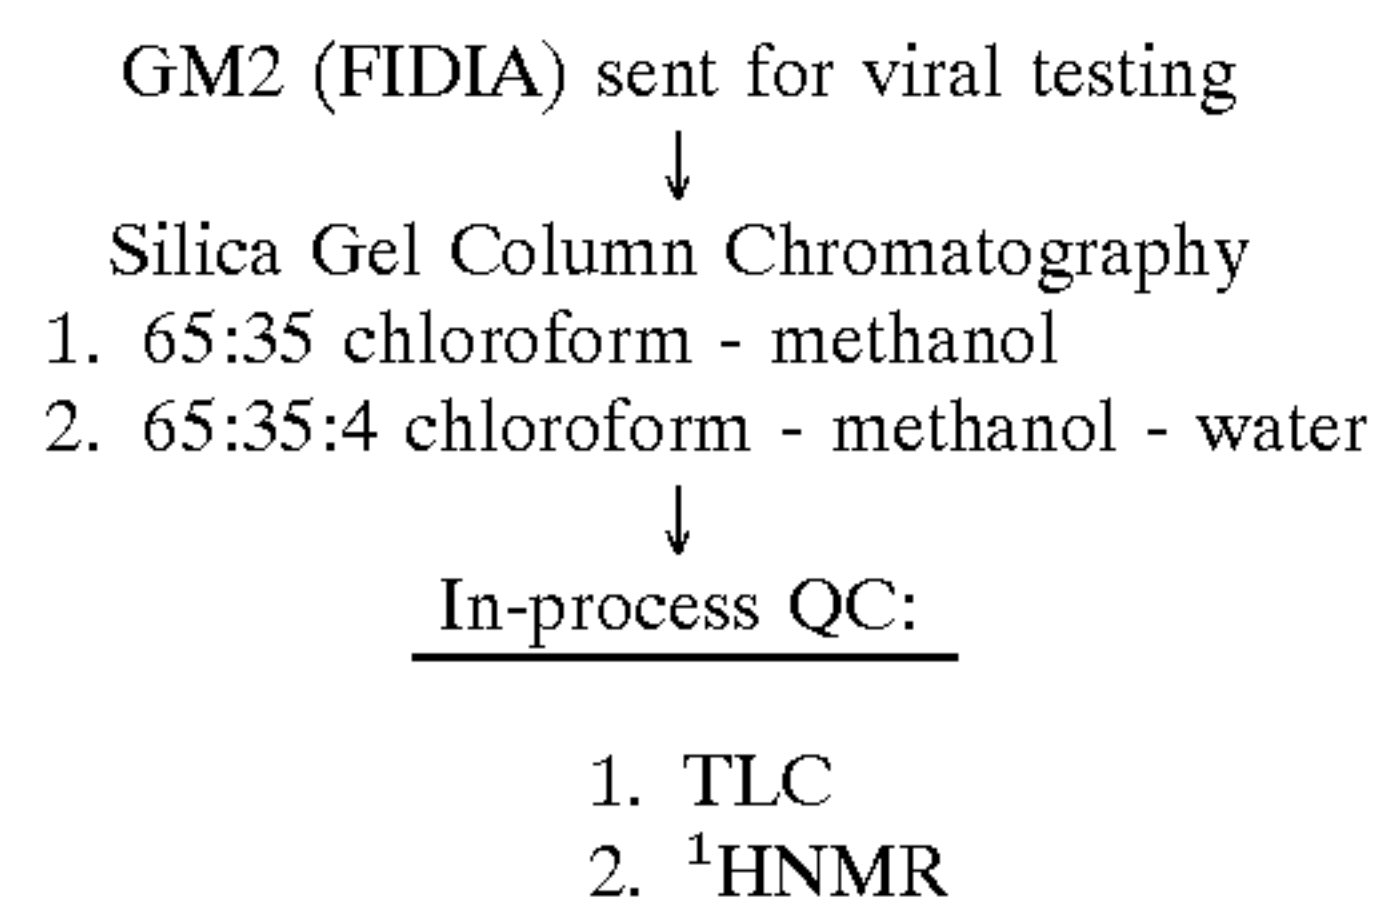 GM2 (FIDIA) sent for viral testing
↓
Silica Gel Column Chromatography
1. 65:35 chloroform - methanol
2. 65:35:4 chloroform - methanol - water
↓
In-process QC:
1. TLC
2. ¹HNMR